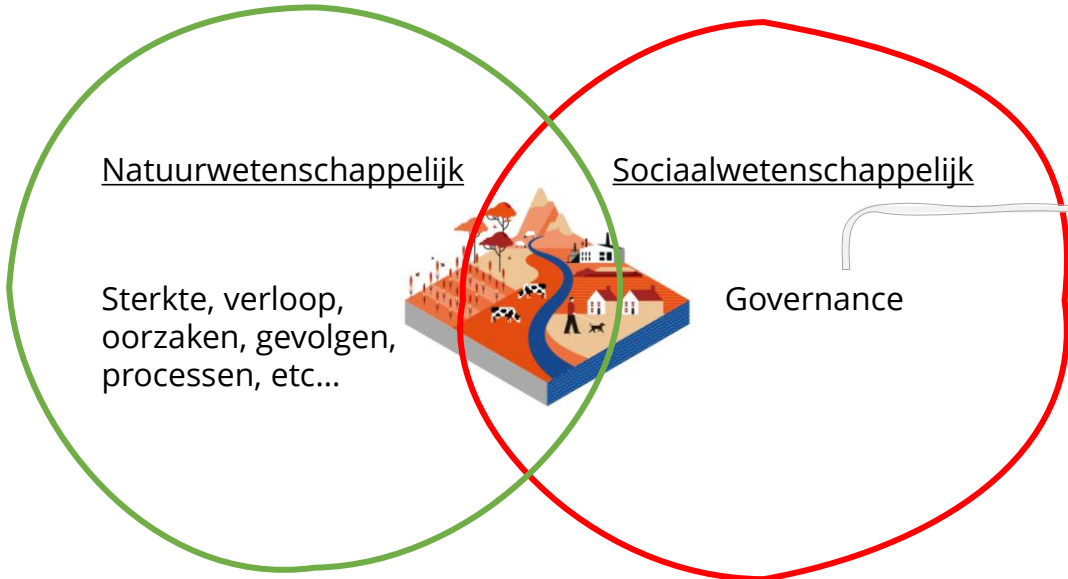 Natuurwetenschappelijk
Sterkte, verloop,
oorzaken, gevolgen,
processen, etc...
Sociaalwetenschappelijk
Governance